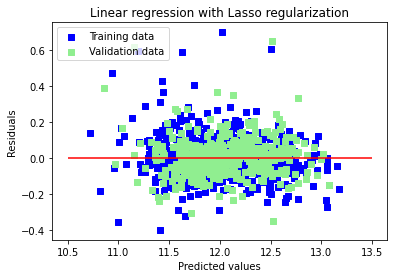 Linear regression with Lasso regularization
Training data
Validation data
Residuals
0.6
0.4
0.2
0.0
−0.2
−0.4
10.5 11.0 11.5 12.0 12.5 13.0 13.5
Predicted values